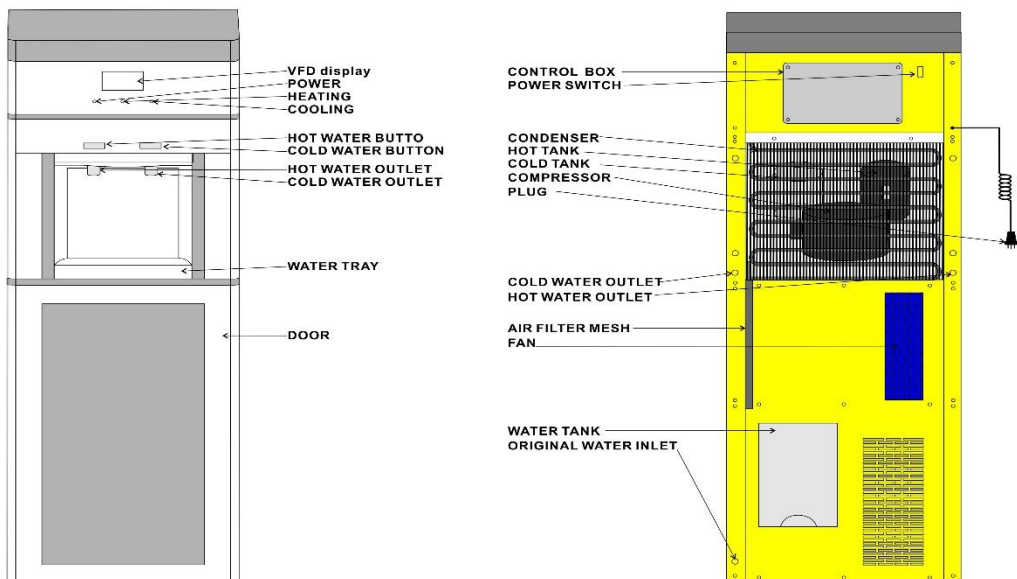 VFD display
POWER
HEATING
COOLING
HOT WATER BUTTO
COLD WATER BUTTON
HOT WATER OUTLET
COLD WATER OUTLET
WATER TRAY
DOOR
CONTROL BOX
POWER SWITCH
CONDENSER
HOT TANK
COLD TANK
COMPRESSOR
PLUG
COLD WATER OUTLET
HOT WATER OUTLET
AIR FILTER MESH
FAN
WATER TANK
ORIGINAL WATER INLET